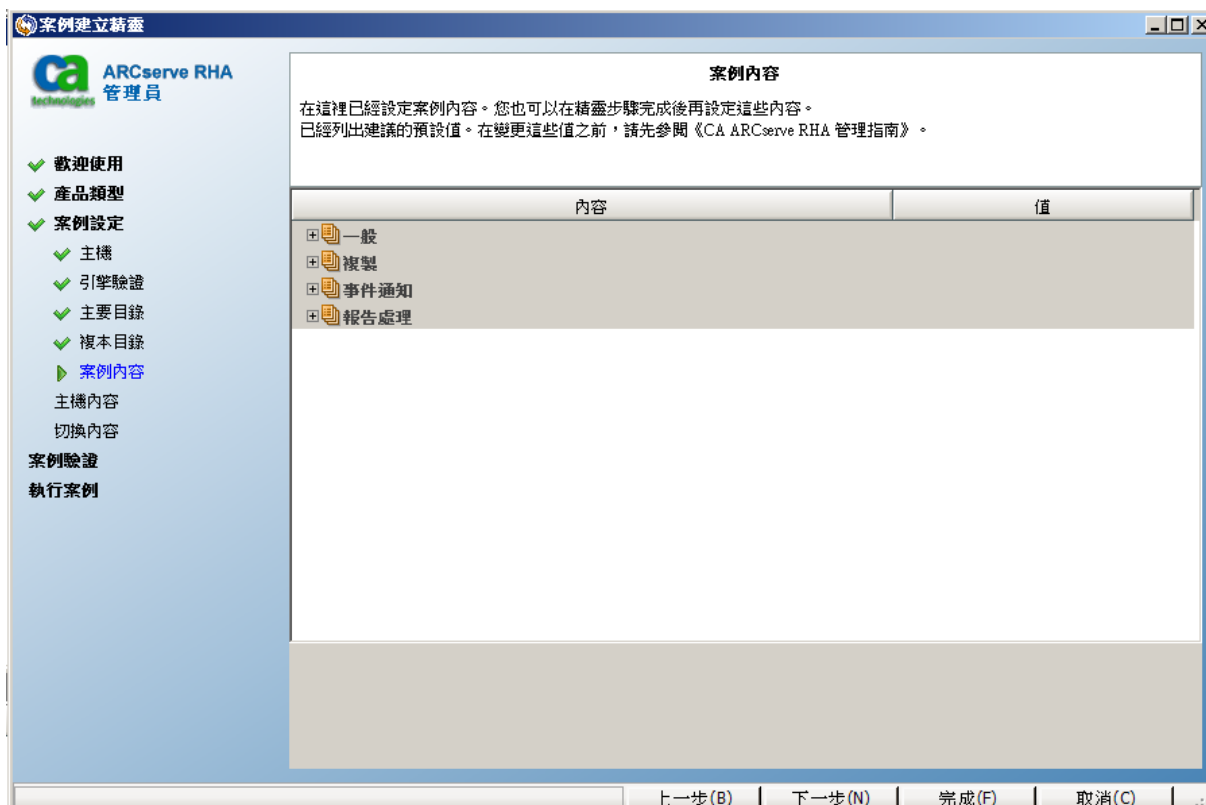 案例建立精靈
ca
technologies
ARCserve RHA
管理員
歡迎使用
產品類型
案例設定
主機
引擎驗證
主要目錄
複本目錄
案例內容
主機內容
切換內容
案例驗證
執行案例
案例內容
在這裡已經設定案例內容。您也可以在精靈步驟完成後再設定這些內容。
已經列出建議的預設值。在變更這些值之前，請先參閱《CA ARCserve RHA 管理指南》。
內容 值
一般
複製
事件通知
報告處理
上一步(B) 下一步(N) 完成(F) 取消(C)